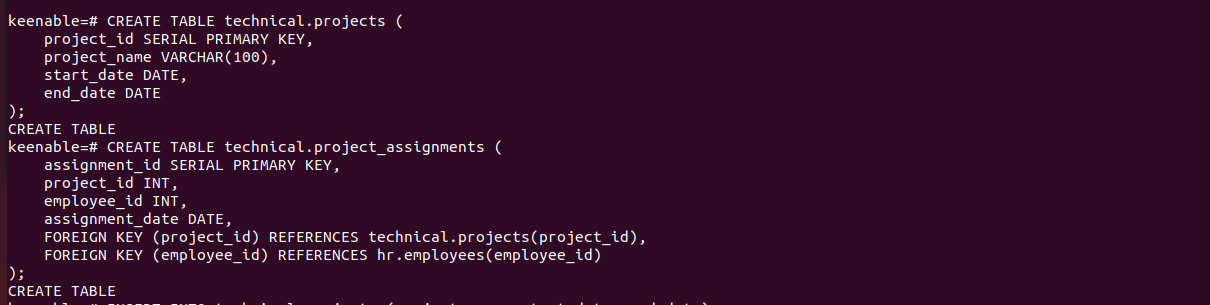 keenable=# CREATE TABLE technical.projects (
    project_id SERIAL PRIMARY KEY,
    project_name VARCHAR(100),
    start_date DATE,
    end_date DATE
);
CREATE TABLE
keenable=# CREATE TABLE technical.project_assignments (
    assignment_id SERIAL PRIMARY KEY,
    project_id INT,
    employee_id INT,
    assignment_date DATE,
    FOREIGN KEY (project_id) REFERENCES technical.projects(project_id),
    FOREIGN KEY (employee_id) REFERENCES hr.employees(employee_id)
);
CREATE TABLE